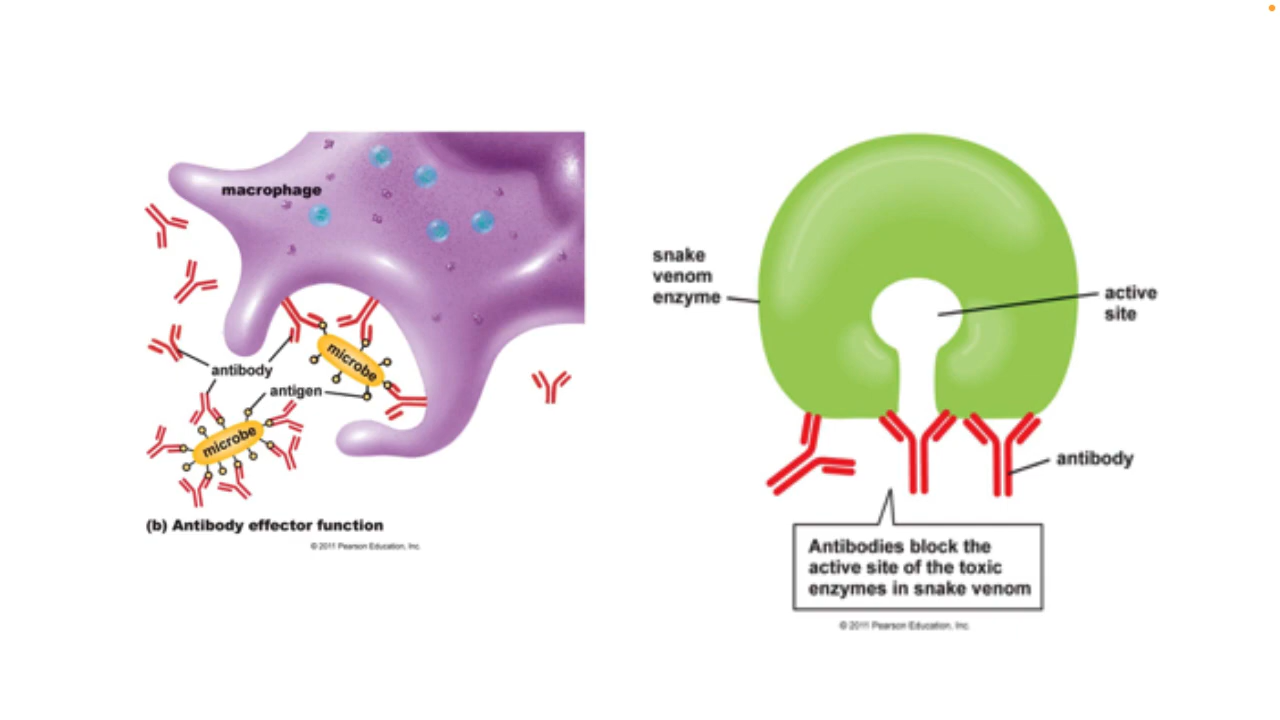 macrophage
antibody
antigen
microbe
microbe
(b) Antibody effector function
© 2011 Pearson Education, Inc.
snake
venom
enzyme
active
site
antibody
Antibodies block the
active site of the toxic
enzymes in snake venom
© 2011 Pearson Education, Inc.